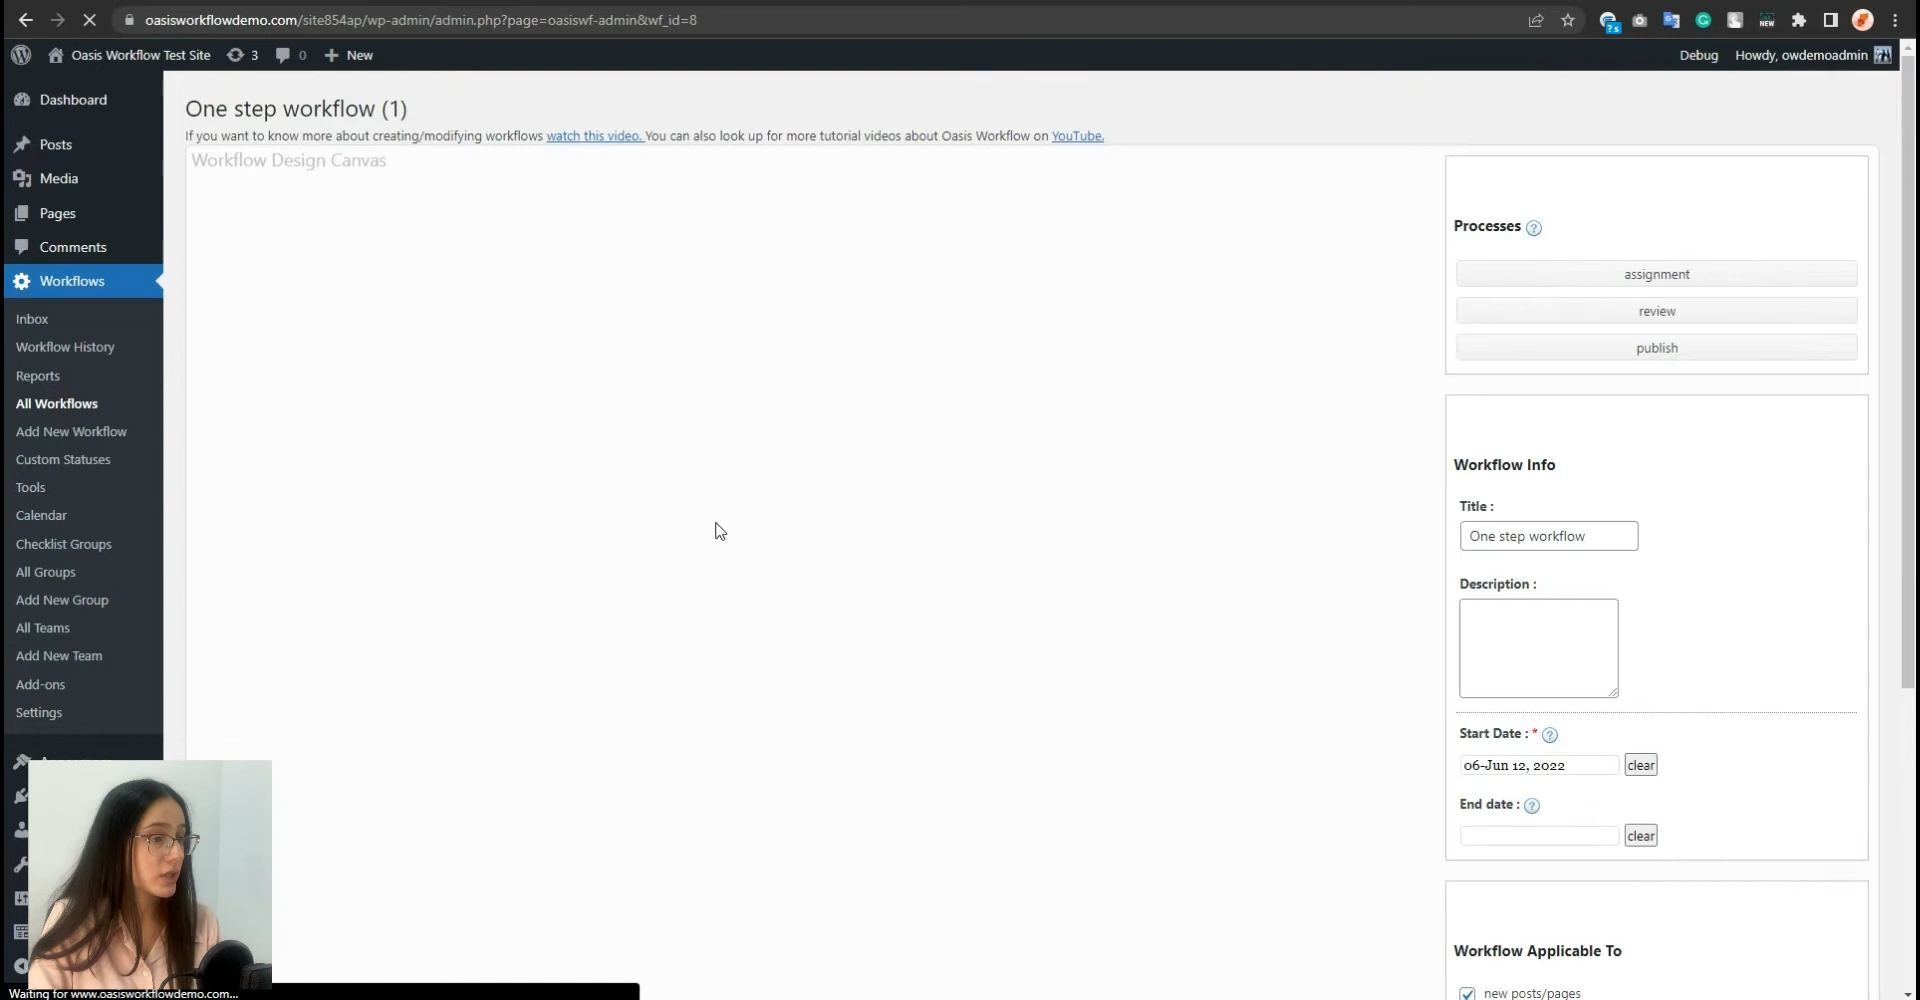 oasisworkflowdemo.com/site854ap/wp-admin/admin.php?page=oasiswf-admin&wf_id=8
Oasis Workflow Test Site 3 0 New
Debug Howdy, owdemoadmin
Dashboard
Posts
Media
Pages
Comments
Workflows
Inbox
Workflow History
Reports
All Workflows
Add New Workflow
Custom Statuses
Tools
Calendar
Checklist Groups
All Groups
Add New Group
All Teams
Add New Team
Add-ons
Settings
One step workflow (1)
If you want to know more about creating/modifying workflows watch this video. You can also look up for more tutorial videos about Oasis Workflow on YouTube.
Workflow Design Canvas
Processes ?
assignment
review
publish
Workflow Info
Title :
One step workflow
Description :
Start Date : * ?
06-Jun 12, 2022 clear
End date : ?
clear
Workflow Applicable To
new posts/pages
Waiting for www.oasisworkflowdemo.com...